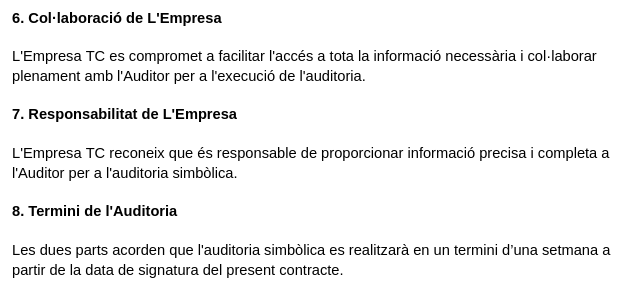 6. Col·laboració de L'Empresa
L'Empresa TC es compromet a facilitar l'accés a tota la informació necessària i col·laborar
plenament amb l'Auditor per a l'execució de l'auditoria.
7. Responsabilitat de L'Empresa
L'Empresa TC reconeix que és responsable de proporcionar informació precisa i completa a
l'Auditor per a l'auditoria simbòlica.
8. Termini de l'Auditoria
Les dues parts acorden que l'auditoria simbòlica es realitzarà en un termini d’una setmana a
partir de la data de signatura del present contracte.